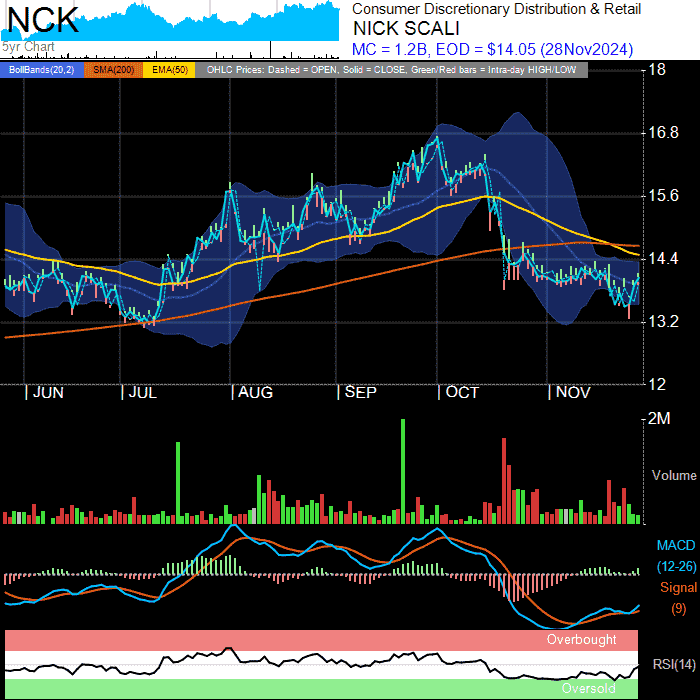 NCK
5yr Chart
Consumer Discretionary Distribution & Retail
NICK SCALI
MC = 1.2B, EOD = $14.05 (28Nov2024)
BollBands(20,2) SMA(200) EMA(50) OHLC Prices: Dashed = OPEN, Solid = CLOSE, Green/Red bars = Intra-day HIGH/LOW
18
16.8
15.6
14.4
13.2
12
JUN JUL AUG SEP OCT NOV
2M
Volume
MACD
(12-26)
Signal
(9)
Overbought
RSI(14)
Oversold